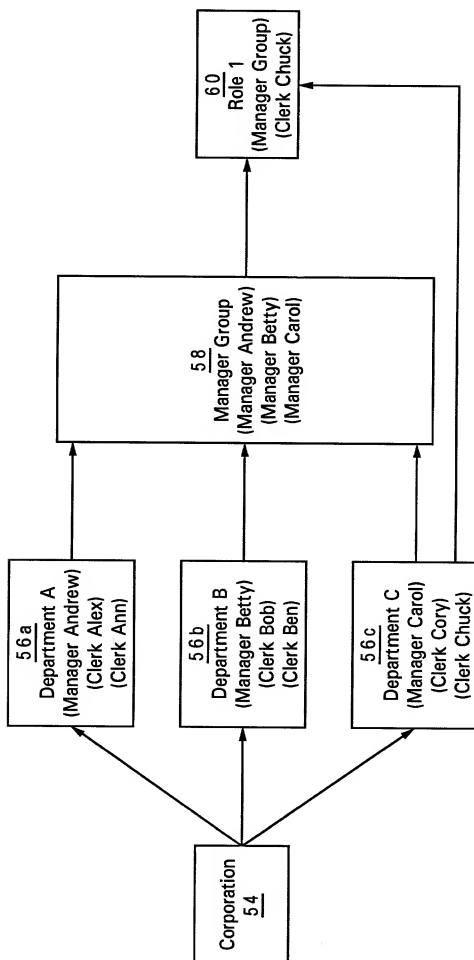 Corporation
54
56a
Department A
(Manager Andrew)
(Clerk Alex)
(Clerk Ann)
56b
Department B
(Manager Betty)
(Clerk Bob)
(Clerk Ben)
56c
Department C
(Manager Carol)
(Clerk Cory)
(Clerk Chuck)
58
Manager Group
(Manager Andrew)
(Manager Betty)
(Manager Carol)
60
Role 1
(Manager Group)
(Clerk Chuck)